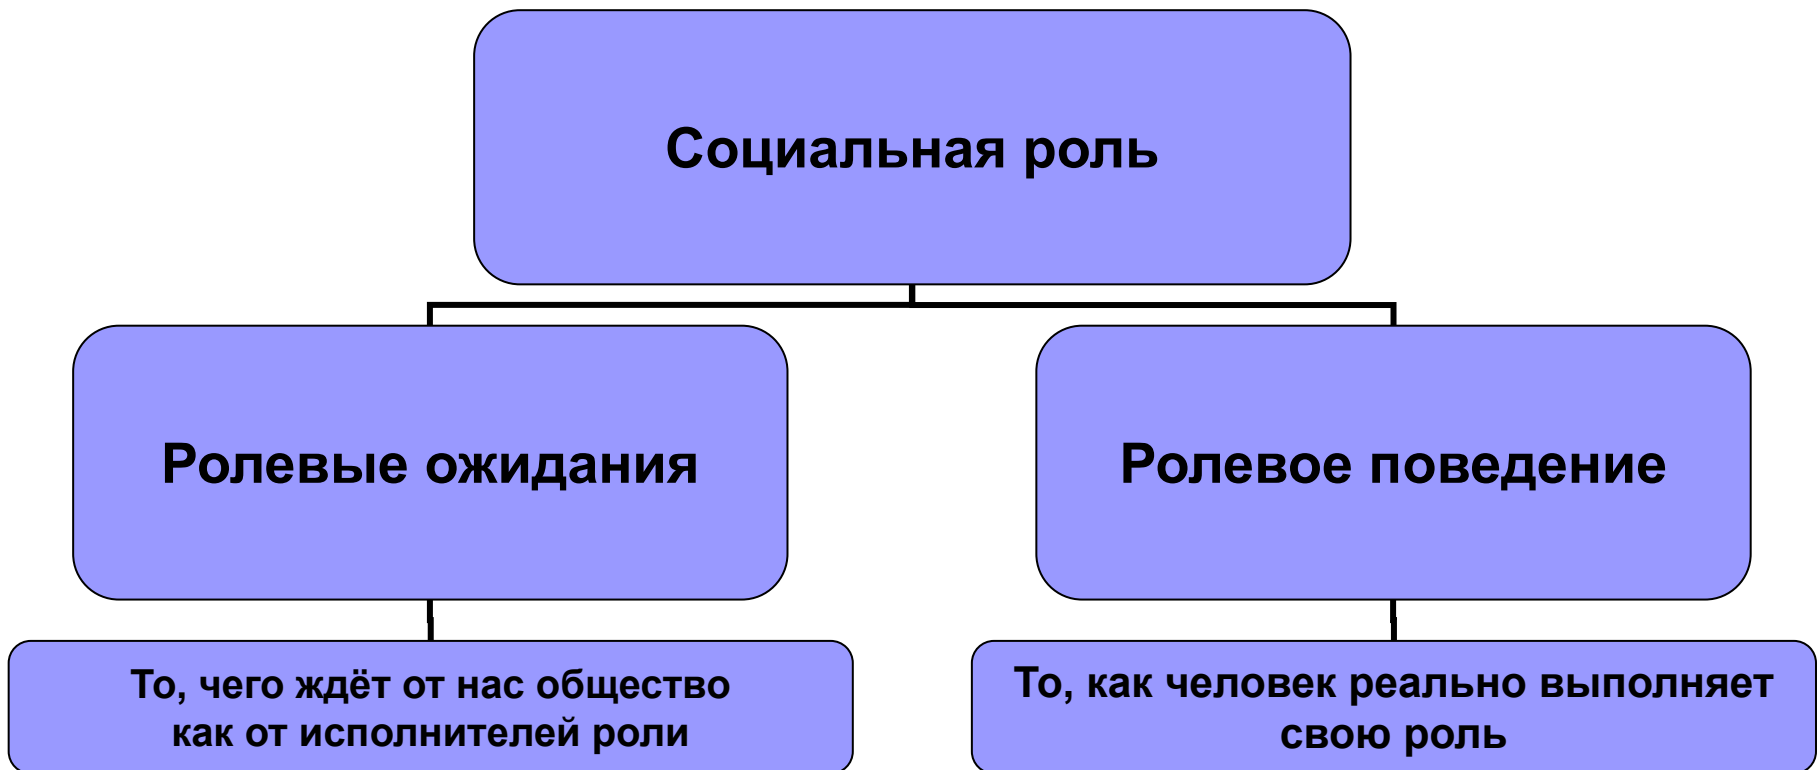 Социальная роль
Ролевые ожидания
Ролевое поведение
То, чего ждёт от нас общество
как от исполнителей роли
То, как человек реально выполняет
свою роль